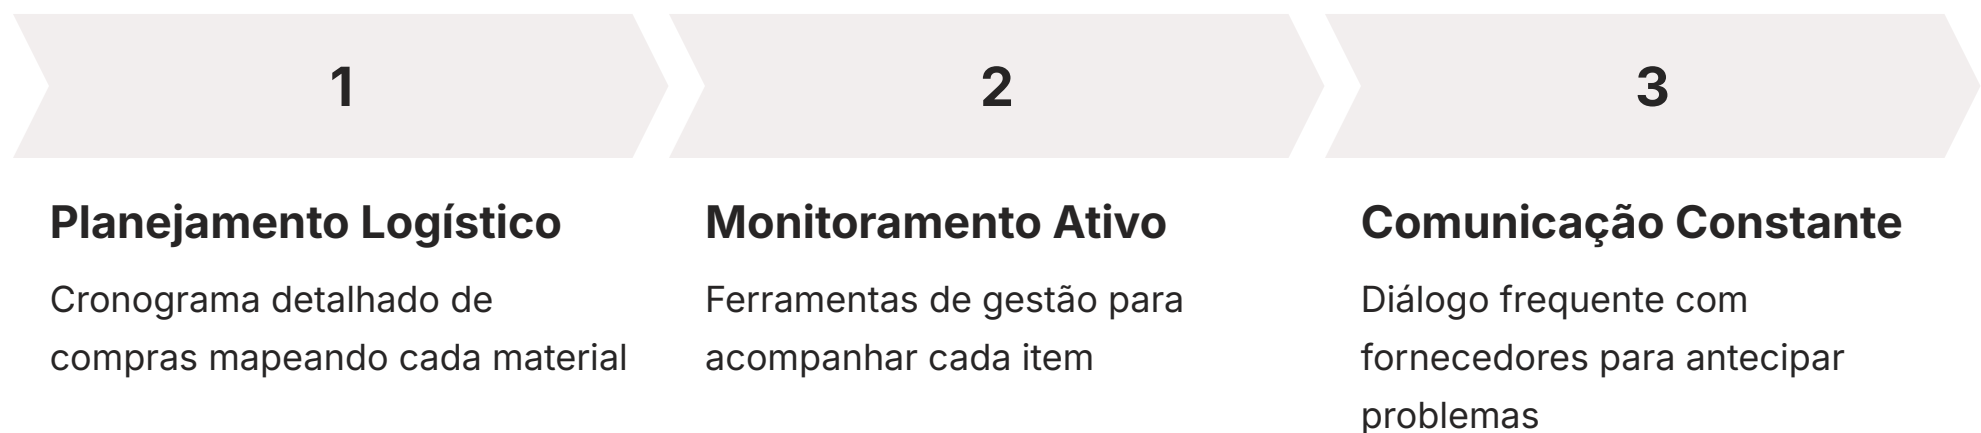 1
Planejamento Logístico
Cronograma detalhado de
compras mapeando cada material
2
Monitoramento Ativo
Ferramentas de gestão para
acompanhar cada item
3
Comunicação Constante
Diálogo frequente com
fornecedores para antecipar
problemas